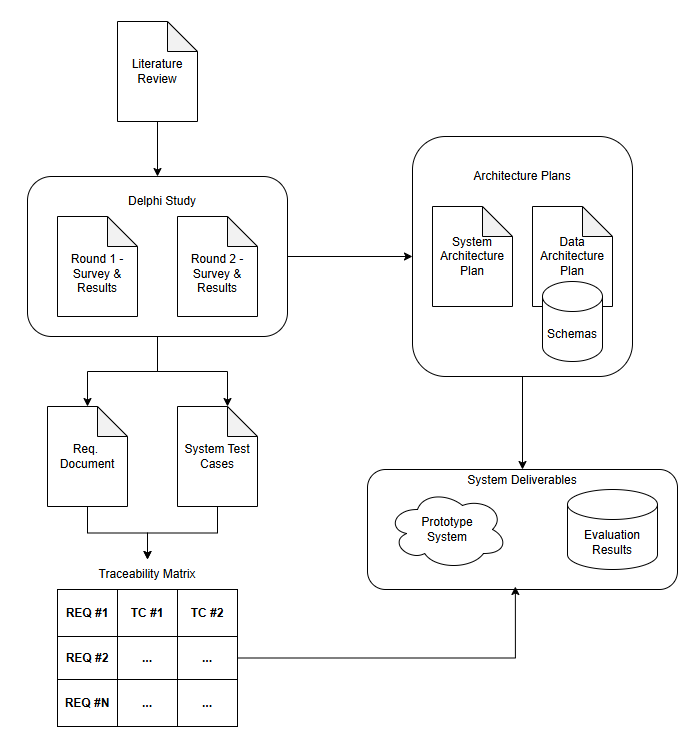 Literature
Review
Delphi Study
Round 1 -
Survey &
Results
Round 2 -
Survey &
Results
Architecture Plans
System
Architecture
Plan
Data
Architecture
Plan
Schemas
Req.
Document
System Test
Cases
System Deliverables
Prototype
System
Evaluation
Results
Traceability Matrix
REQ #1 TC #1 TC #2
REQ #2 ... ...
REQ #N ... ...